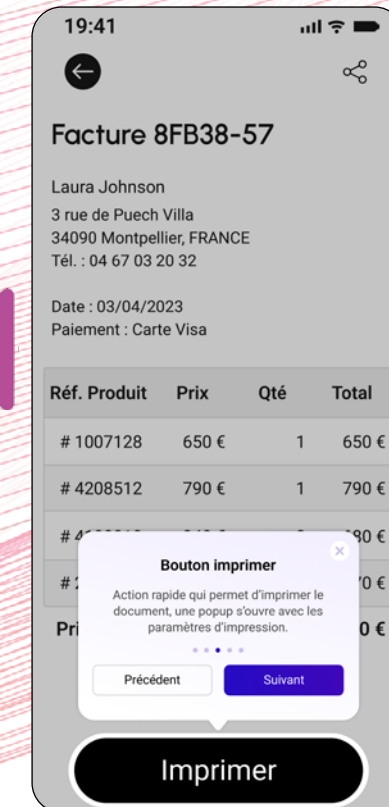 19:41
Facture 8FB38-57
Laura Johnson
3 rue de Puech Villa
34090 Montpellier, FRANCE
Tél. : 04 67 03 20 32
Date : 03/04/2023
Paiement : Carte Visa
Réf. Produit Prix Qté Total
# 1007128 650 € 1 650 €
# 4208512 790 € 1 790 €
Bouton imprimer
Action rapide qui permet d'imprimer le
document, une popup s'ouvre avec les
paramètres d'impression.
Précédent Suivant
Imprimer